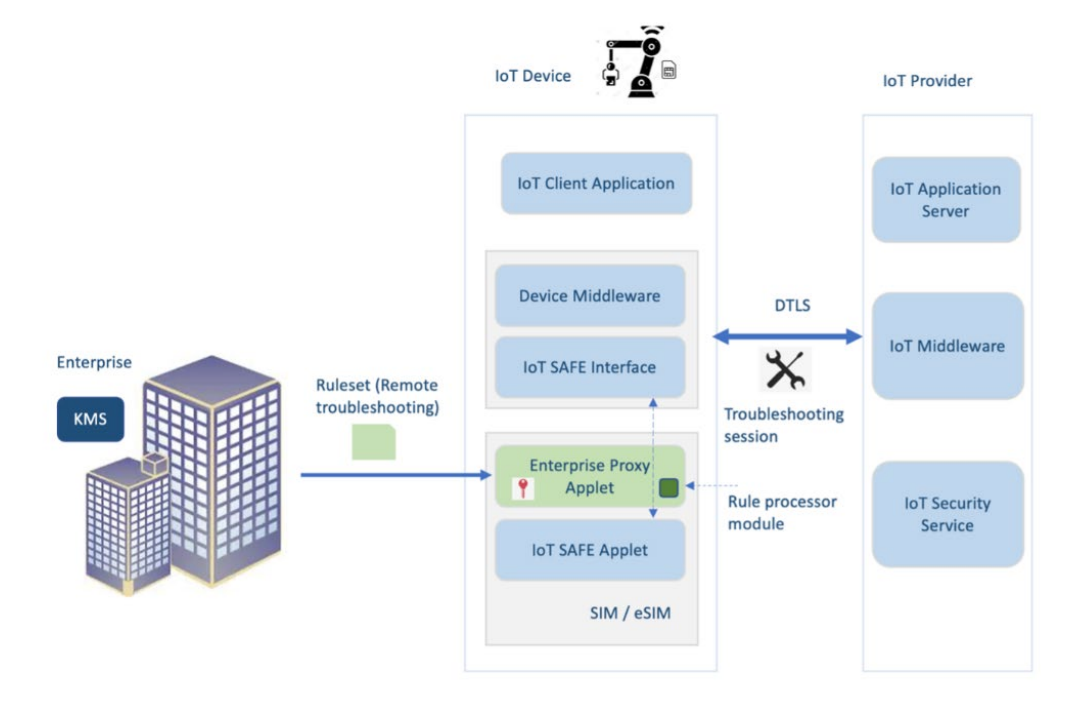 IoT Device
IoT Provider
IoT Client Application
IoT Application
Server
Device Middleware
DTLS
IoT Middleware
Enterprise
IoT SAFE Interface
KMS
Ruleset (Remote
troubleshooting)
Troubleshooting
session
Enterprise Proxy
Applet
Rule processor
module
IoT Security
Service
IoT SAFE Applet
SIM / eSIM